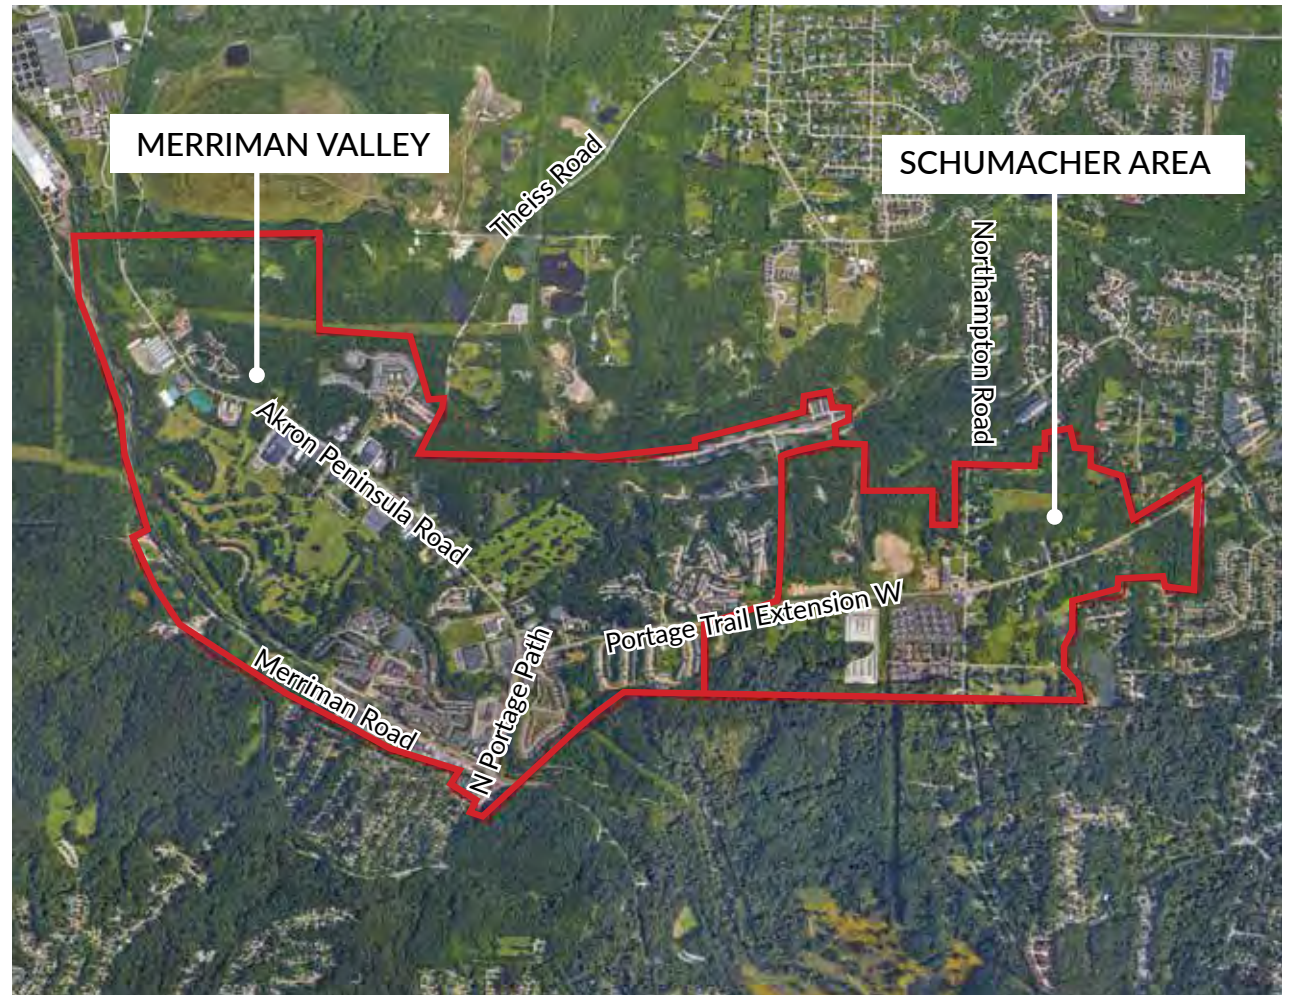 MERRIMAN VALLEY
SCHUMACHER AREA
Theiss Road
Northampton Road
Akron Peninsula Road
Portage Trail Extension W
N Portage Path
Merriman Road